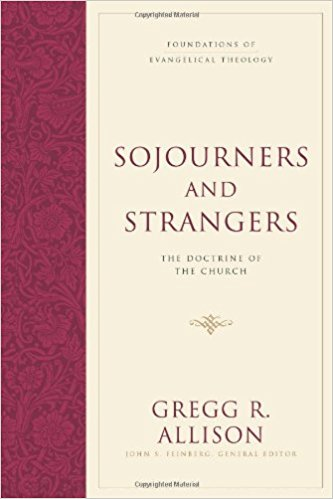 FOUNDATIONS OF
EVANGELICAL THEOLOGY
SOJOURNERS
AND
STRANGERS
THE DOCTRINE OF
THE CHURCH
GREGG R.
ALLISON
JOHN S. FEINBERG, GENERAL EDITOR